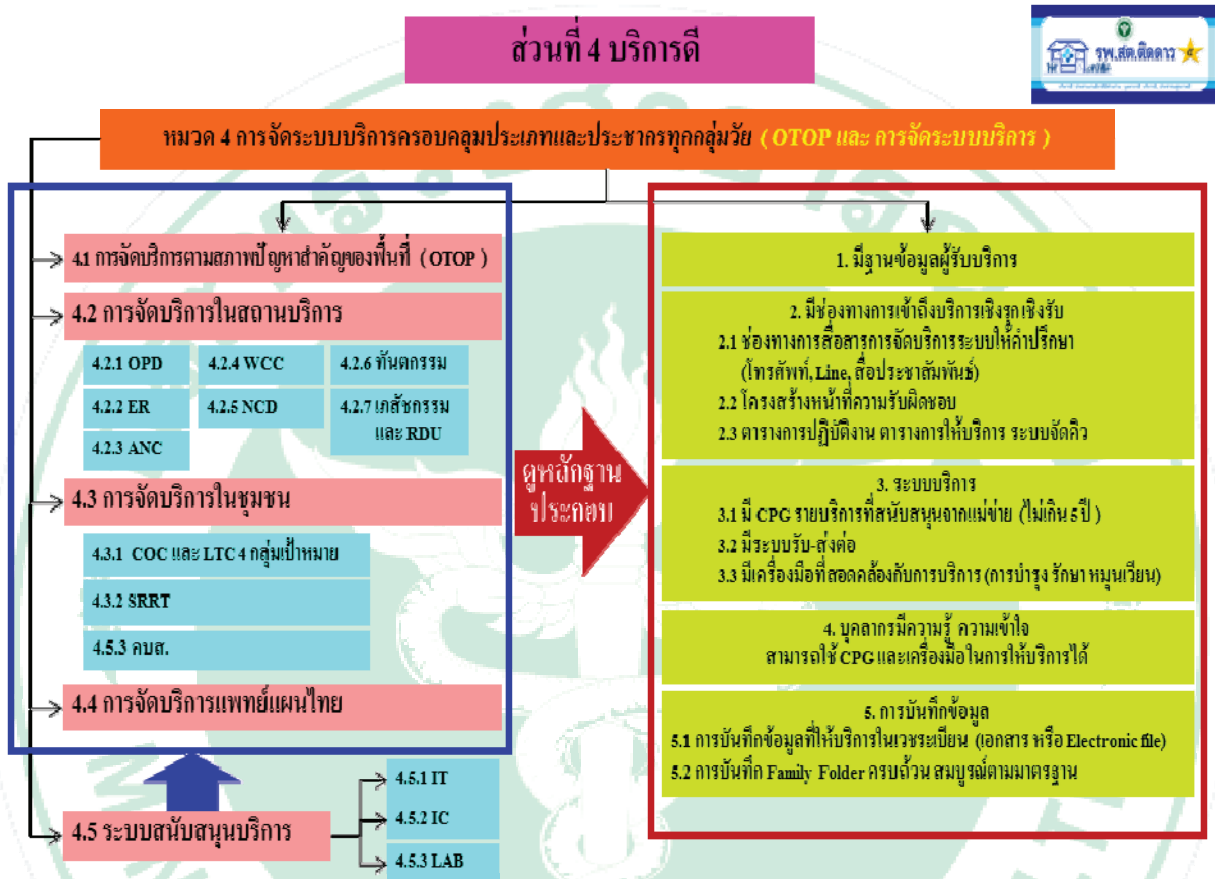 ส่วนที่ 4 บริการดี
รพ.สต.ติดดาว
หมวด 4 การจัดระบบบริการครอบคลุมประเภทและประชากรทุกกลุ่มวัย ( OTOP และ การจัดระบบบริการ )
4.1 การจัดบริการตามสภาพปัญหาสำคัญของพื้นที่ ( OTOP )
4.2 การจัดบริการในสถานบริการ
4.2.1 OPD
4.2.2 ER
4.2.3 ANC
4.2.4 WCC
4.2.5 NCD
4.2.6 ทันตกรรม
4.2.7 เภสัชกรรม
และ RDU
4.3 การจัดบริการในชุมชน
4.3.1 COC และ LTC 4 กลุ่มเป้าหมาย
4.3.2 SRRT
4.5.3 คบส.
4.4 การจัดบริการแพทย์แผนไทย
4.5 ระบบสนับสนุนบริการ
4.5.1 IT
4.5.2 IC
4.5.3 LAB
ดูหลักฐาน
ประกอบ
1. มีฐานข้อมูลผู้รับบริการ
2. มีช่องทางการเข้าถึงบริการเชิงรุกเชิงรับ
2.1 ช่องทางการสื่อสารการจัดบริการระบบให้คำปรึกษา
(โทรศัพท์, Line, สื่อประชาสัมพันธ์)
2.2 โครงสร้างหน้าที่ความรับผิดชอบ
2.3 ตารางการปฏิบัติงาน ตารางการให้บริการ ระบบจัดคิว
3. ระบบบริการ
3.1 มี CPG รายบริการที่สนับสนุนจากแม่ข่าย (ไม่เกิน 5 ปี )
3.2 มีระบบรับ-ส่งต่อ
3.3 มีเครื่องมือที่สอดคล้องกับการบริการ (การบำรุง รักษา หมุนเวียน)
4. บุคลากรมีความรู้ ความเข้าใจ
สามารถใช้ CPG และเครื่องมือในการให้บริการได้
5. การบันทึกข้อมูล
5.1 การบันทึกข้อมูลที่ให้บริการในเวชระเบียน (เอกสาร หรือ Electronic file)
5.2 การบันทึก Family Folder ครบถ้วน สมบูรณ์ตามมาตรฐาน